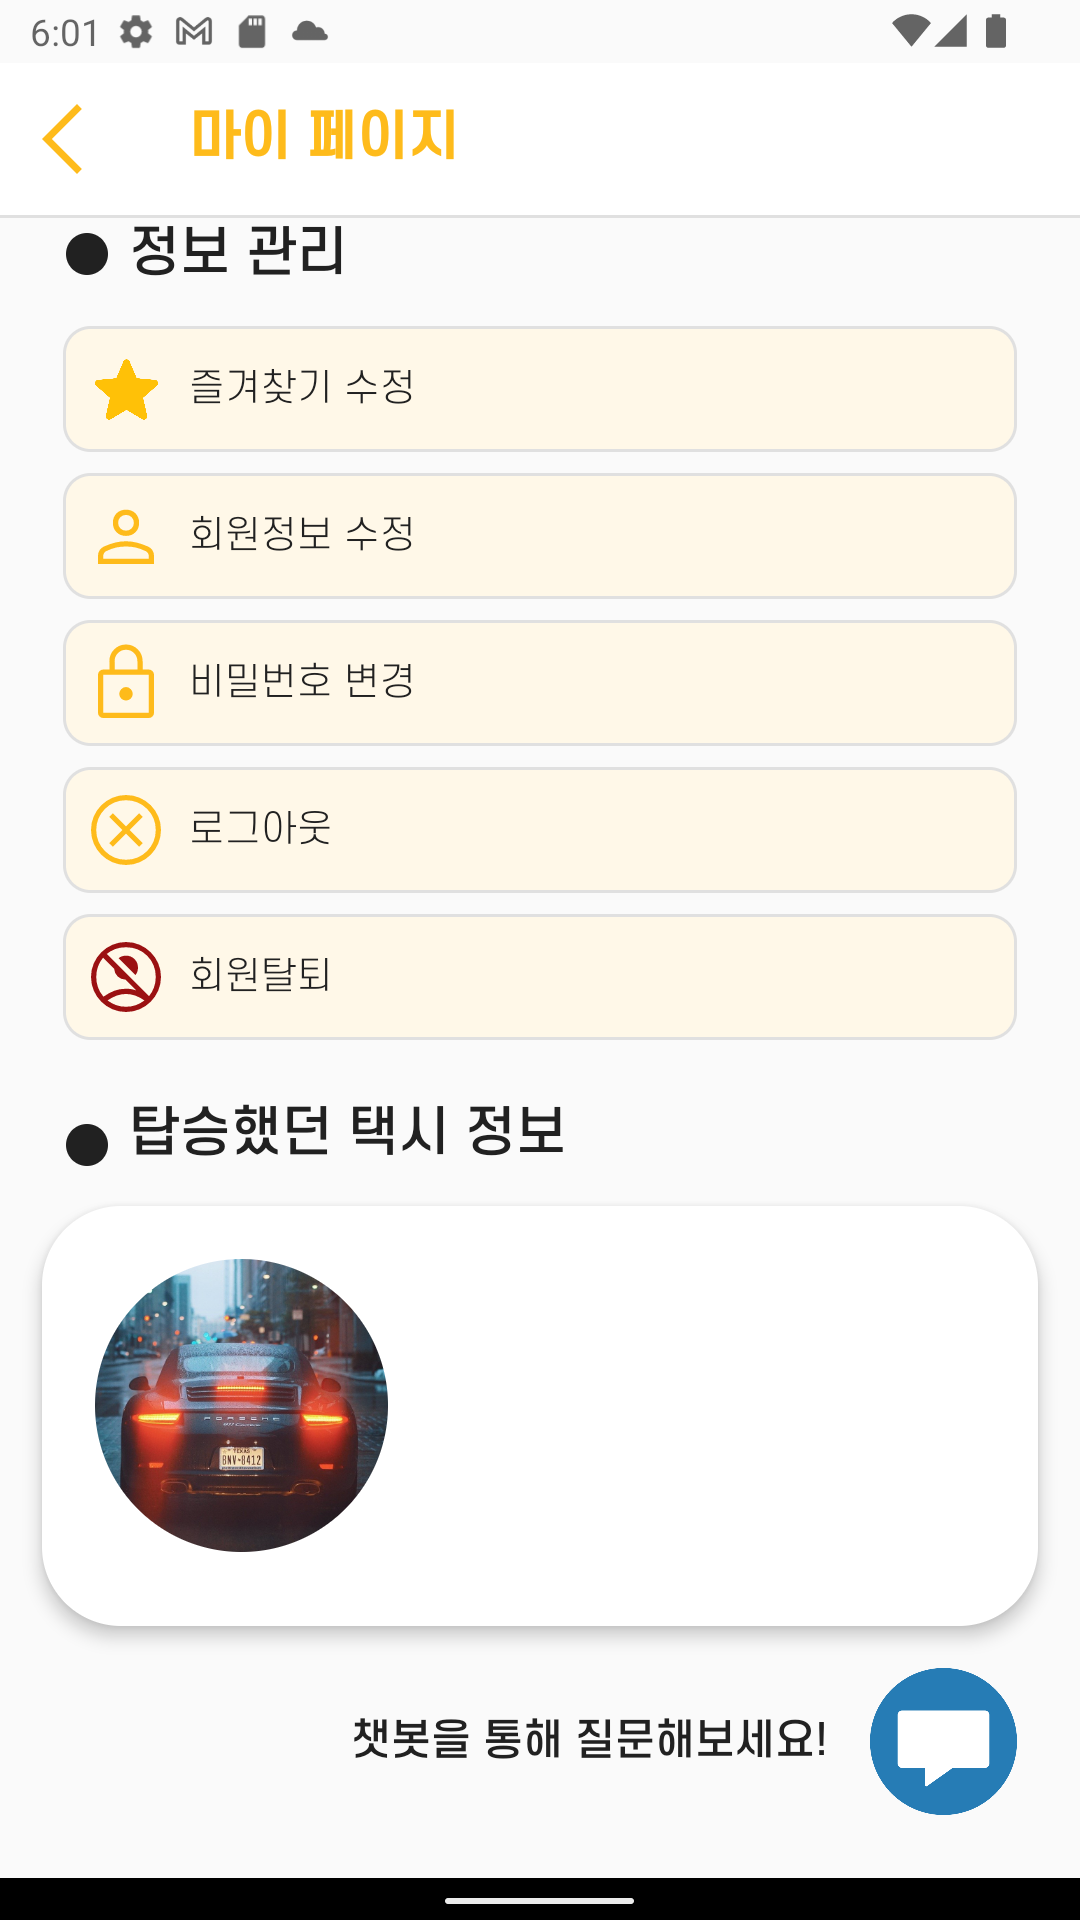 6:01
마이 페이지
정보 관리
즐겨찾기 수정
회원정보 수정
비밀번호 변경
로그아웃
회원탈퇴
탑승했던 택시 정보
PORSCHE
TEXAS
BNV-8412
챗봇을 통해 질문해보세요!